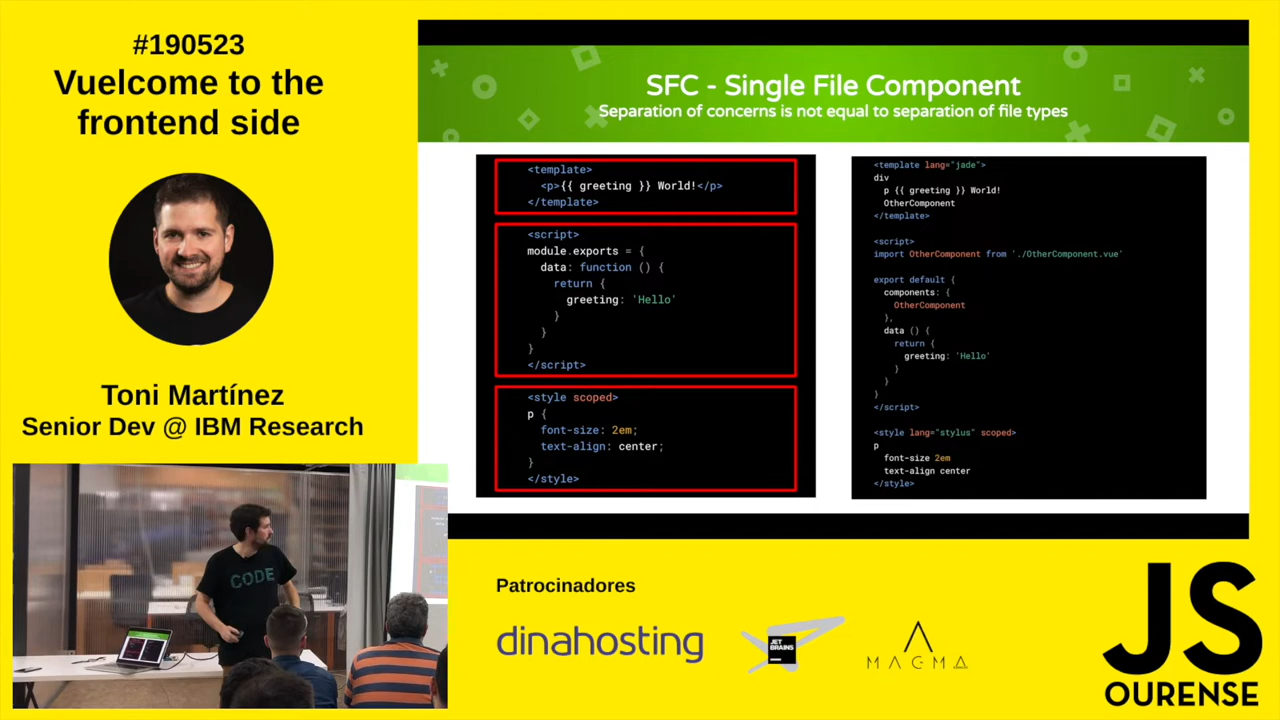 #190523
Vuelcome to the
frontend side
Toni Martínez
Senior Dev @ IBM Research
SFC - Single File Component
Separation of concerns is not equal to separation of file types
<template>
<p>{{ greeting }} World!</p>
</template>
<script>
module.exports = {
data: function () {
return {
greeting: 'Hello'
}
}
}
</script>
<style scoped>
p {
font-size: 2em;
text-align: center;
}
</style>
<template lang="jade">
div
p {{ greeting }} World!
OtherComponent
</template>
<script>
import OtherComponent from './OtherComponent.vue'
export default {
components: {
OtherComponent
},
data () {
return {
greeting: 'Hello'
}
}
}
</script>
<style lang="stylus" scoped>
p
font-size 2em
text-align center
</style>
CODE
Patrocinadores
dinahosting
JET
BRAINS
MAGMA
JS
OURENSE